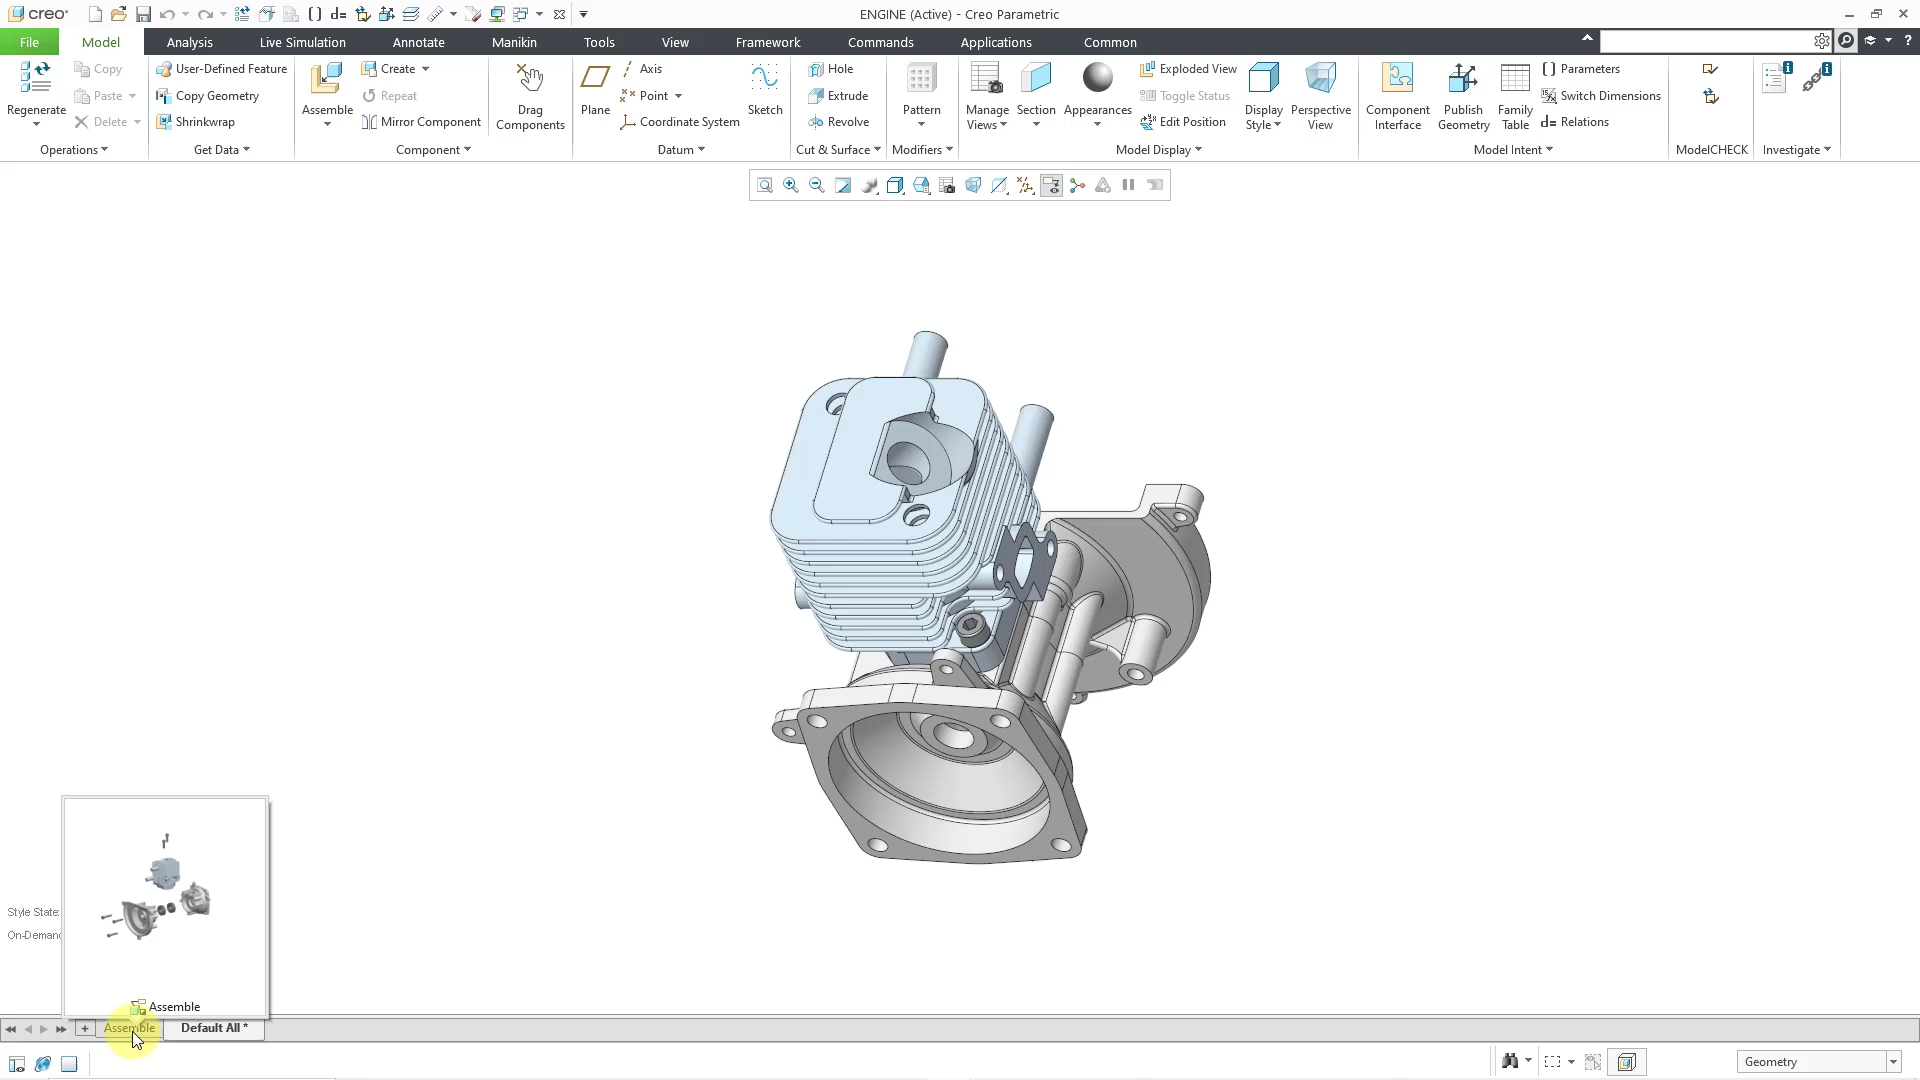 creo
ENGINE (Active) - Creo Parametric
File
Model
Analysis
Live Simulation
Annotate
Manikin
Tools
View
Framework
Commands
Applications
Common
Regenerate
Copy
Paste
Delete
Operations
User-Defined Feature
Copy Geometry
Shrinkwrap
Get Data
Assemble
Create
Repeat
Mirror Component
Component
Drag
Components
Plane
Axis
Point
Coordinate System
Sketch
Datum
Hole
Extrude
Revolve
Cut & Surface
Pattern
Modifiers
Manage
Views
Section
Appearances
Exploded View
Toggle Status
Edit Position
Display
Style
Perspective
View
Model Display
Component
Interface
Publish
Geometry
Family
Table
Parameters
Switch Dimensions
d= Relations
Model Intent
ModelCHECK
Investigate
Style State:
On-Demand
Assemble
Assemble
Default All *
Geometry